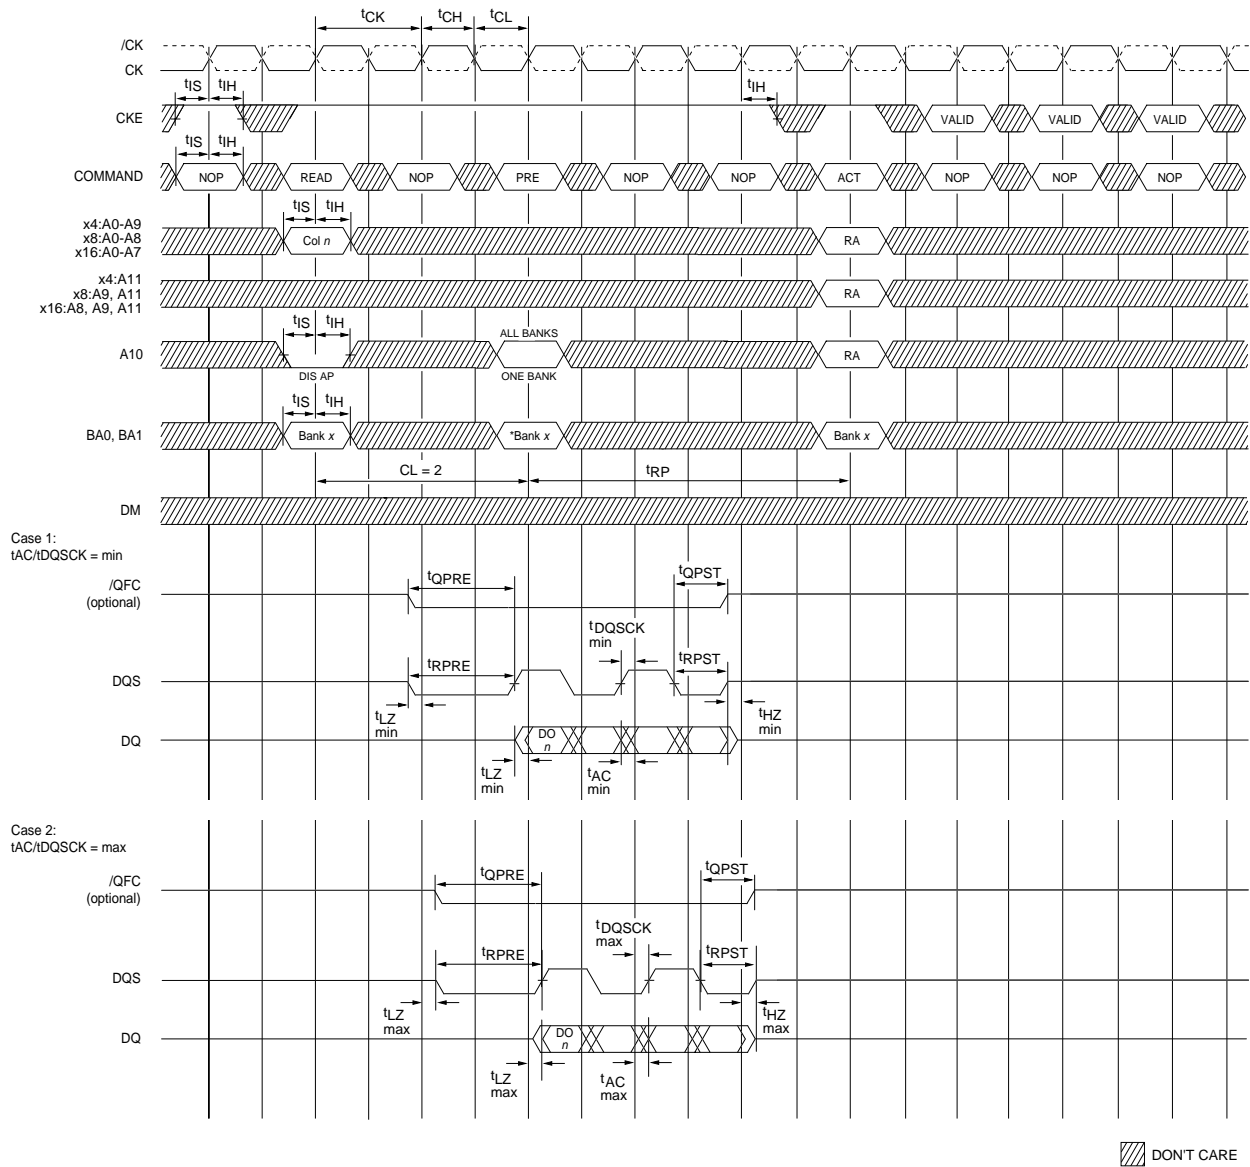 tCK tCH tCL
/CK
CK
tIS tIH tIH
CKE VALID VALID VALID
tIS tIH
COMMAND NOP READ NOP PRE NOP NOP ACT NOP NOP NOP
tIS tIH
x4:A0-A9
x8:A0-A8
x16:A0-A7
Col n RA
x4:A11
x8:A9, A11
x16:A8, A9, A11
RA
tIS tIH ALL BANKS
A10 RA
DIS AP ONE BANK
tIS tIH
BA0, BA1 Bank x *Bank x Bank x
CL = 2 tRP
DM
Case 1:
tAC/tDQSCK = min
tQPRE tQPST
/QFC
(optional)
tDQSCK
min
tRPRE tRPST
DQS
tLZ
min
tHZ
min
DQ DO
n
tLZ
min
tAC
min
Case 2:
tAC/tDQSCK = max
tQPRE tQPST
/QFC
(optional)
tDQSCK
max
tRPRE tRPST
DQS
tLZ
max
tHZ
max
DQ DO
n
tLZ
max
tAC
max
DON'T CARE